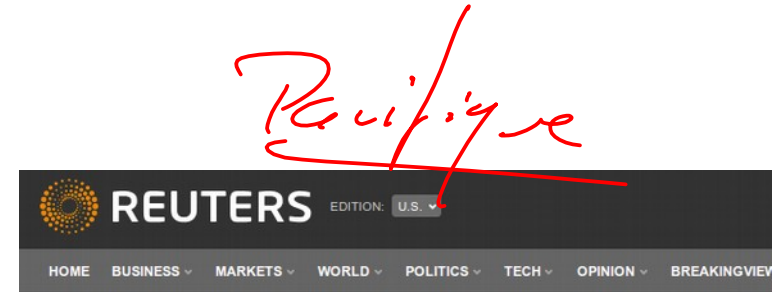 Pacifique
REUTERS EDITION: U.S.
HOME BUSINESS MARKETS WORLD POLITICS TECH OPINION BREAKINGVIEW